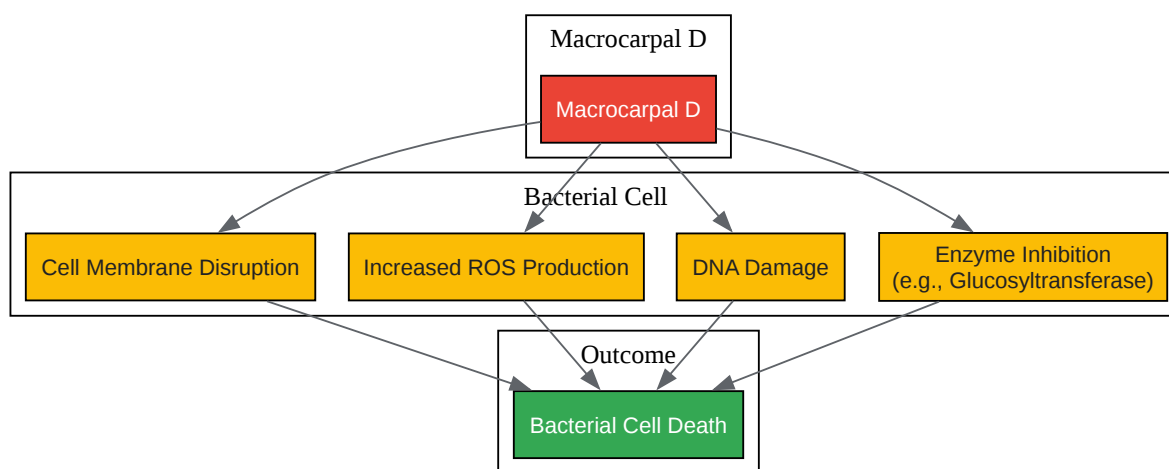 Macrocarpal D
Macrocarpal D
Bacterial Cell
Cell Membrane Disruption
Increased ROS Production
DNA Damage
Enzyme Inhibition
(e.g., Glucosyltransferase)
Outcome
Bacterial Cell Death